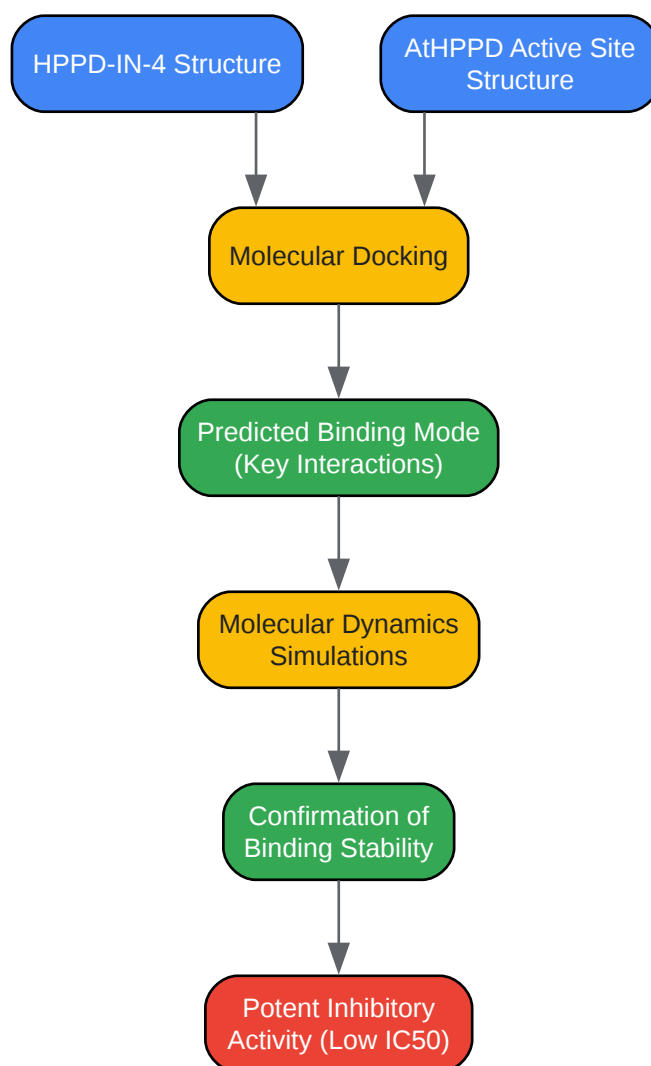 HPPD-IN-4 Structure
AtHPPD Active Site
Structure
Molecular Docking
Predicted Binding Mode
(Key Interactions)
Molecular Dynamics
Simulations
Confirmation of
Binding Stability
Potent Inhibitory
Activity (Low IC50)